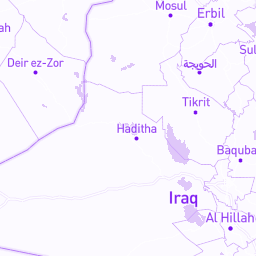 Mosul
Erbil
ah
Sul
Deir ez-Zor
الحويجة
Tikrit
Haditha
Baquba
Iraq
Al Hillah